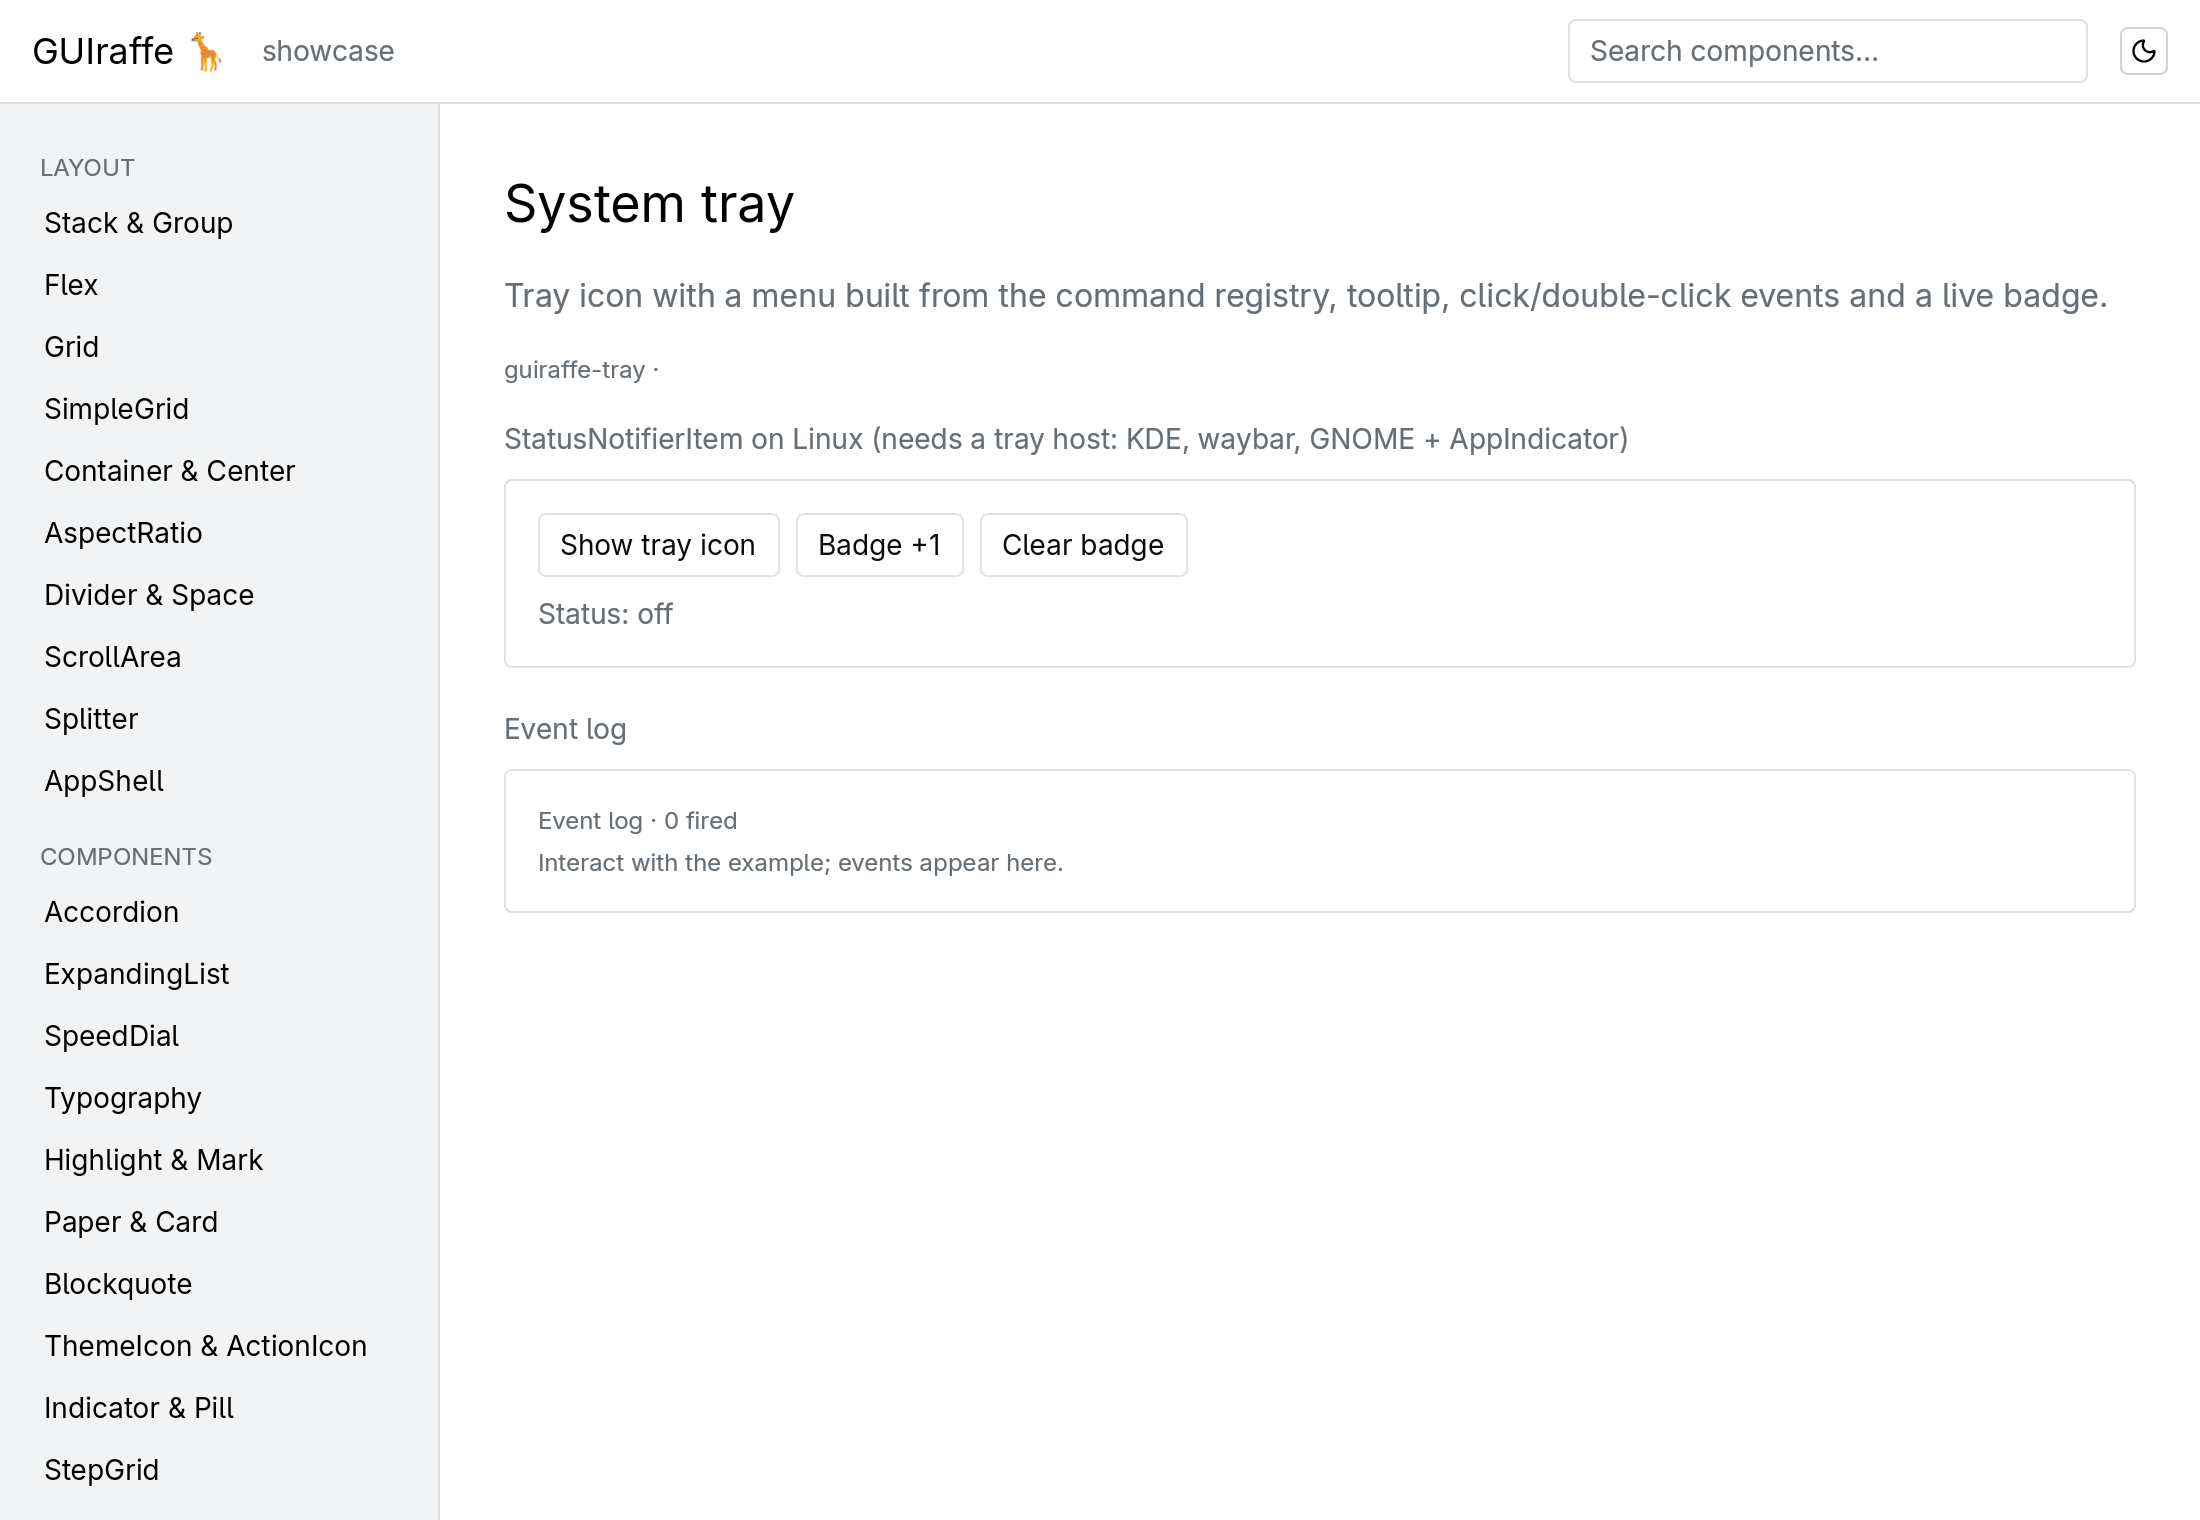 GUIraffe 🦒 showcase Search components...
LAYOUT
Stack & Group
Flex
Grid
SimpleGrid
Container & Center
AspectRatio
Divider & Space
ScrollArea
Splitter
AppShell
COMPONENTS
Accordion
ExpandingList
SpeedDial
Typography
Highlight & Mark
Paper & Card
Blockquote
ThemeIcon & ActionIcon
Indicator & Pill
StepGrid
System tray
Tray icon with a menu built from the command registry, tooltip, click/double-click events and a live badge.
guiraffe-tray ·
StatusNotifierItem on Linux (needs a tray host: KDE, waybar, GNOME + AppIndicator)
Show tray icon Badge +1 Clear badge
Status: off
Event log
Event log · 0 fired
Interact with the example; events appear here.